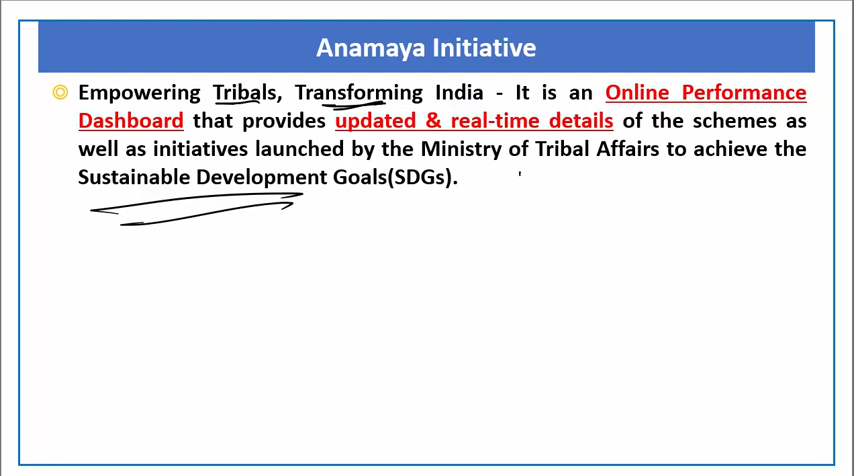 Anamaya Initiative
Empowering Tribals, Transforming India - It is an Online Performance
Dashboard that provides updated & real-time details of the schemes as
well as initiatives launched by the Ministry of Tribal Affairs to achieve the
Sustainable Development Goals(SDGs).